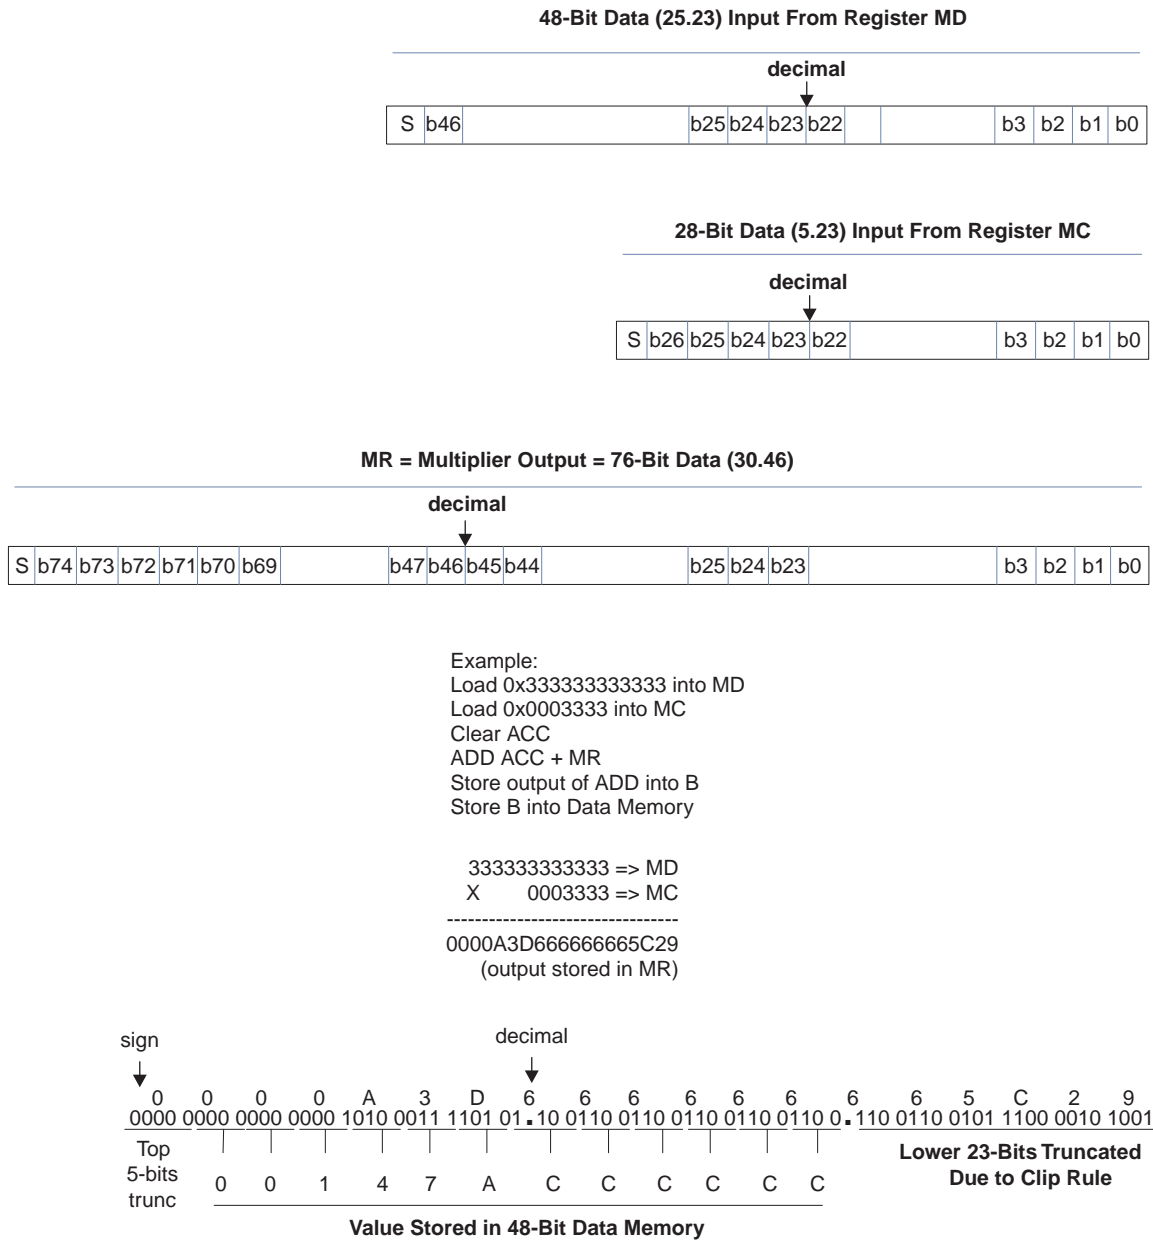 48-Bit Data (25.23) Input From Register MD
decimal
S b46 b25 b24 b23 b22 b3 b2 b1 b0
28-Bit Data (5.23) Input From Register MC
decimal
S b26 b25 b24 b23 b22 b3 b2 b1 b0
MR = Multiplier Output = 76-Bit Data (30.46)
decimal
S b74 b73 b72 b71 b70 b69 b47 b46 b45 b44 b25 b24 b23 b3 b2 b1 b0
Example:
Load 0x333333333333 into MD
Load 0x0003333 into MC
Clear ACC
ADD ACC + MR
Store output of ADD into B
Store B into Data Memory
333333333333 => MD
X 0003333 => MC
---------------------------------
0000A3D666666665C29
(output stored in MR)
sign decimal
0 0 0 0 A 3 D 6 6 6 6 6 6 6 6 5 C 2 9
0000 0000 0000 0000 1010 0011 1101 01.10 0110 0110 0110 0110 0110 0.110 0110 0101 1100 0010 1001
Top
5-bits
trunc
0 0 1 4 7 A C C C C C C
Lower 23-Bits Truncated
Due to Clip Rule
Value Stored in 48-Bit Data Memory